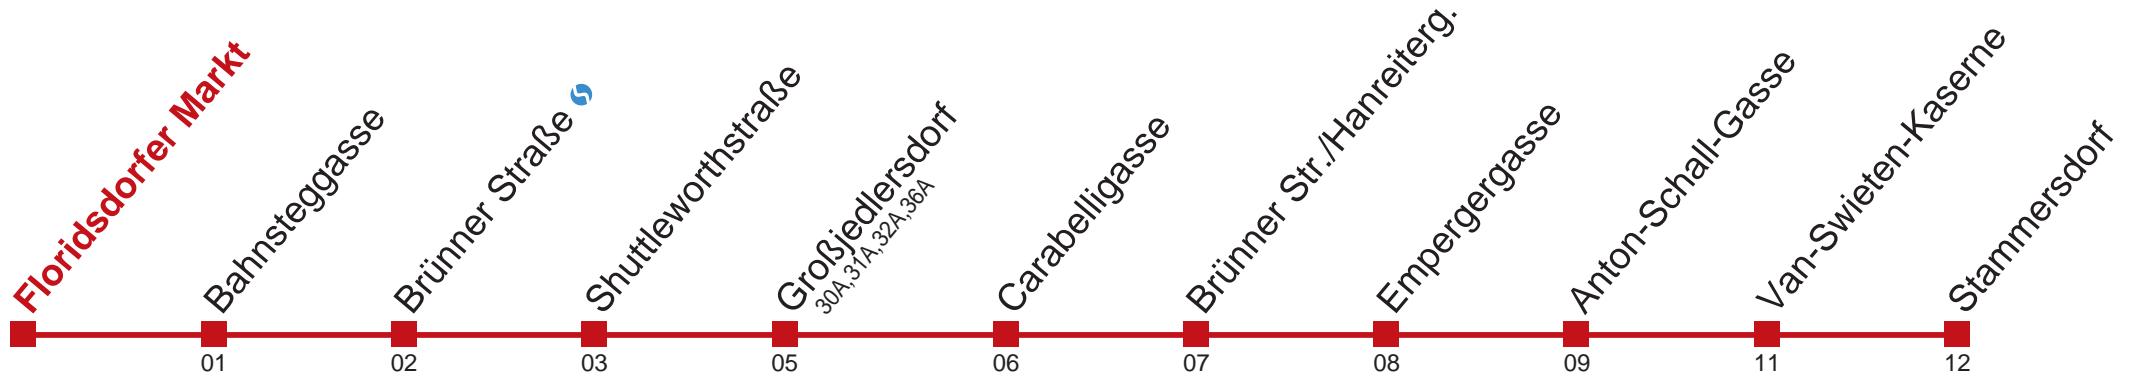 Floridsdorfer Markt
Bahnsteggasse
Brünner Straße
Shuttleworthstraße
Großjedlersdorf
30A,31A,32A,36A
Carabelligasse
Brünner Str./Hanreiterg.
Empergergasse
Anton-Schall-Gasse
Van-Swieten-Kaserne
Stammersdorf
01 02 03 05 06 07 08 09 11 12